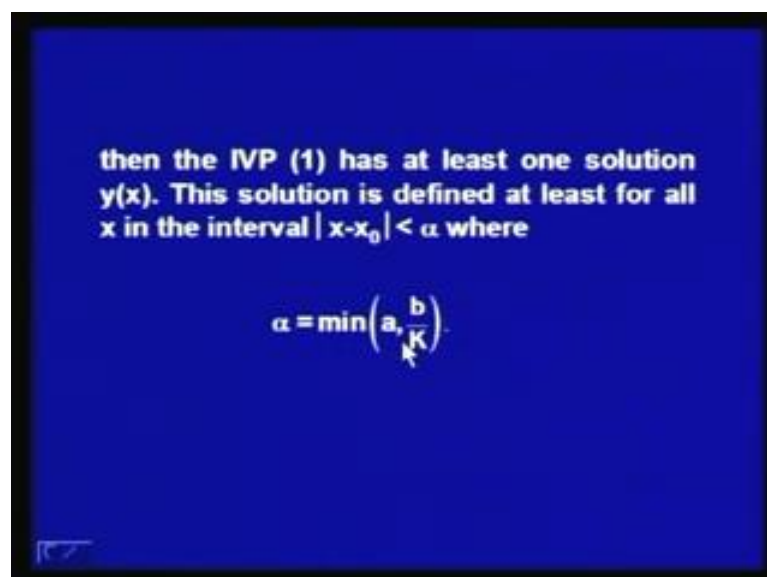 then the IVP (1) has at least one solution
y(x). This solution is defined at least for all
x in the interval |x-x₀|< α where
α = min(a, b/K).